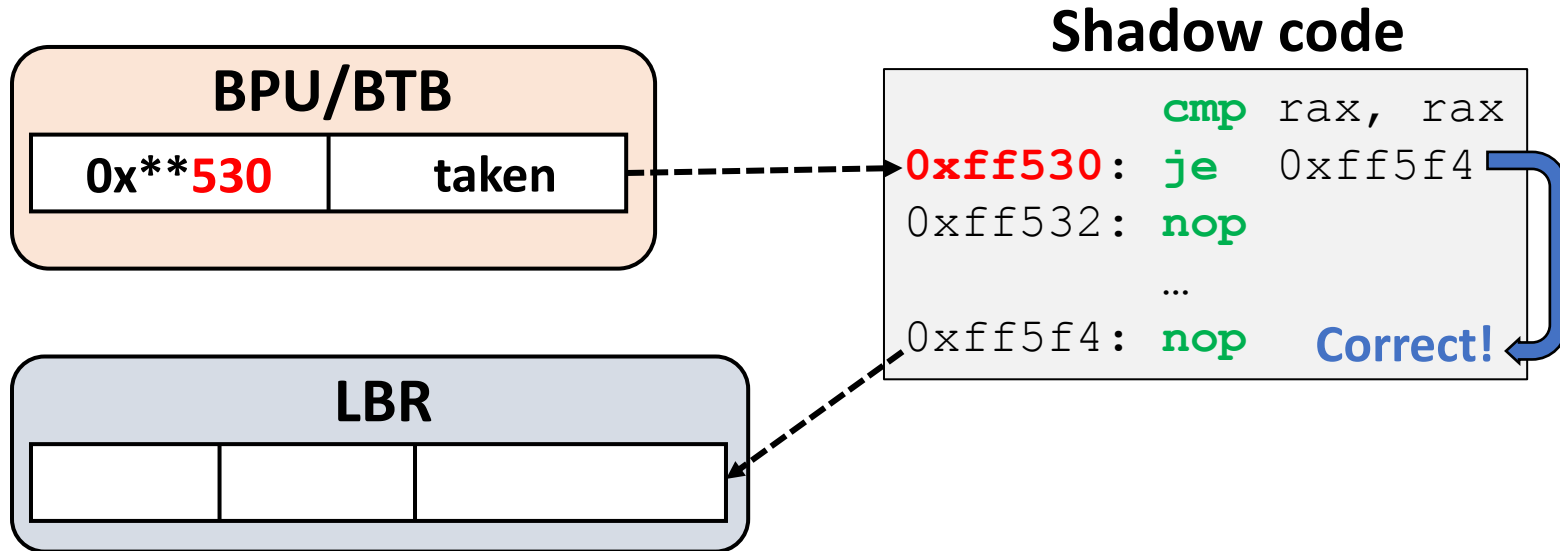 BPU/BTB
0x**530 taken
LBR
Shadow code
cmp rax, rax
0xff530: je 0xff5f4
0xff532: nop
…
0xff5f4: nop Correct!